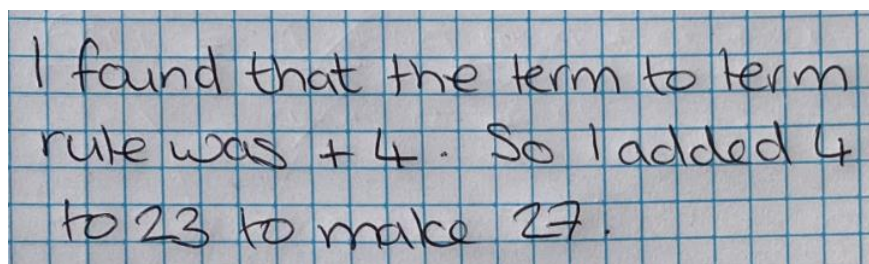 I found that the term to term
rule was + 4. So I added 4
to 23 to make 27.